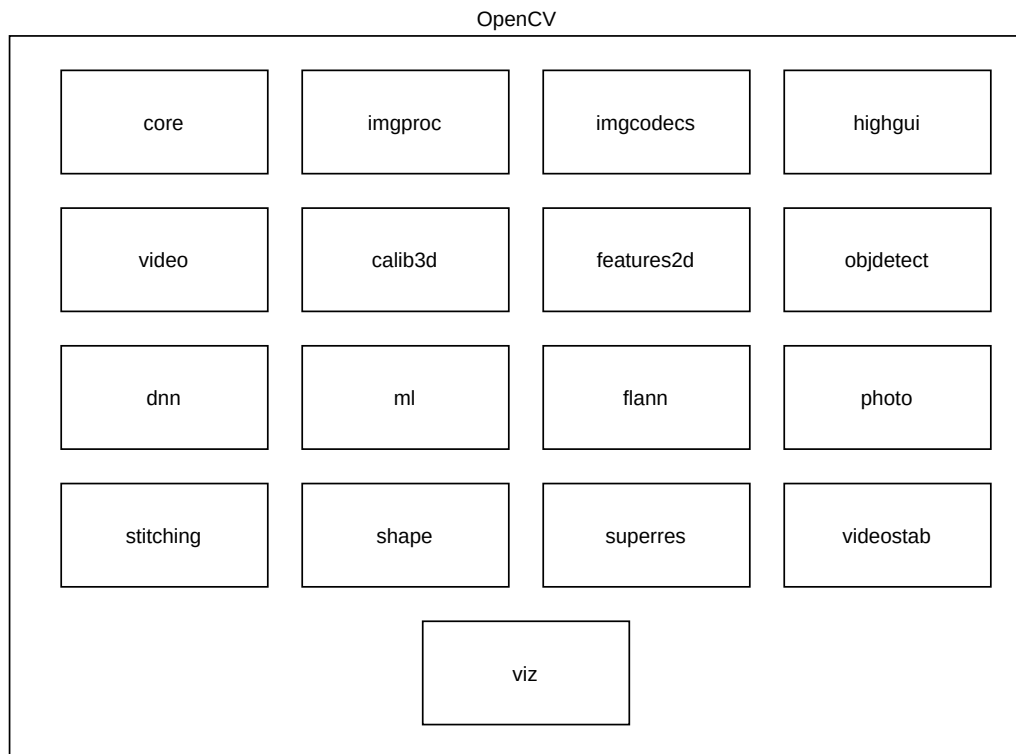 OpenCV
core
imgproc
imgcodecs
highgui
video
calib3d
features2d
objdetect
dnn
ml
flann
photo
stitching
shape
superres
videostab
viz